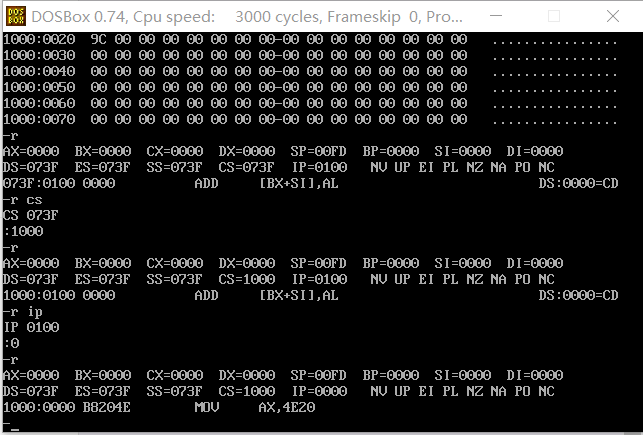 DOSBox 0.74, Cpu speed: 3000 cycles, Frameskip 0, Pro...
1000:0020 9C 00 00 00 00 00 00 00-00 00 00 00 00 00 00 00 ................
1000:0030 00 00 00 00 00 00 00 00-00 00 00 00 00 00 00 00 ................
1000:0040 00 00 00 00 00 00 00 00-00 00 00 00 00 00 00 00 ................
1000:0050 00 00 00 00 00 00 00 00-00 00 00 00 00 00 00 00 ................
1000:0060 00 00 00 00 00 00 00 00-00 00 00 00 00 00 00 00 ................
1000:0070 00 00 00 00 00 00 00 00-00 00 00 00 00 00 00 00 ................
-r
AX=0000 BX=0000 CX=0000 DX=0000 SP=00FD BP=0000 SI=0000 DI=0000
DS=073F ES=073F SS=073F CS=073F IP=0100 NV UP EI PL NZ NA PO NC
073F:0100 0000 ADD [BX+SI],AL DS:0000=CD
-r cs
CS 073F
:1000
-r
AX=0000 BX=0000 CX=0000 DX=0000 SP=00FD BP=0000 SI=0000 DI=0000
DS=073F ES=073F SS=073F CS=1000 IP=0100 NV UP EI PL NZ NA PO NC
1000:0100 0000 ADD [BX+SI],AL DS:0000=CD
-r ip
IP 0100
:0
-r
AX=0000 BX=0000 CX=0000 DX=0000 SP=00FD BP=0000 SI=0000 DI=0000
DS=073F ES=073F SS=073F CS=1000 IP=0000 NV UP EI PL NZ NA PO NC
1000:0000 B8204E MOV AX,4E20
-_